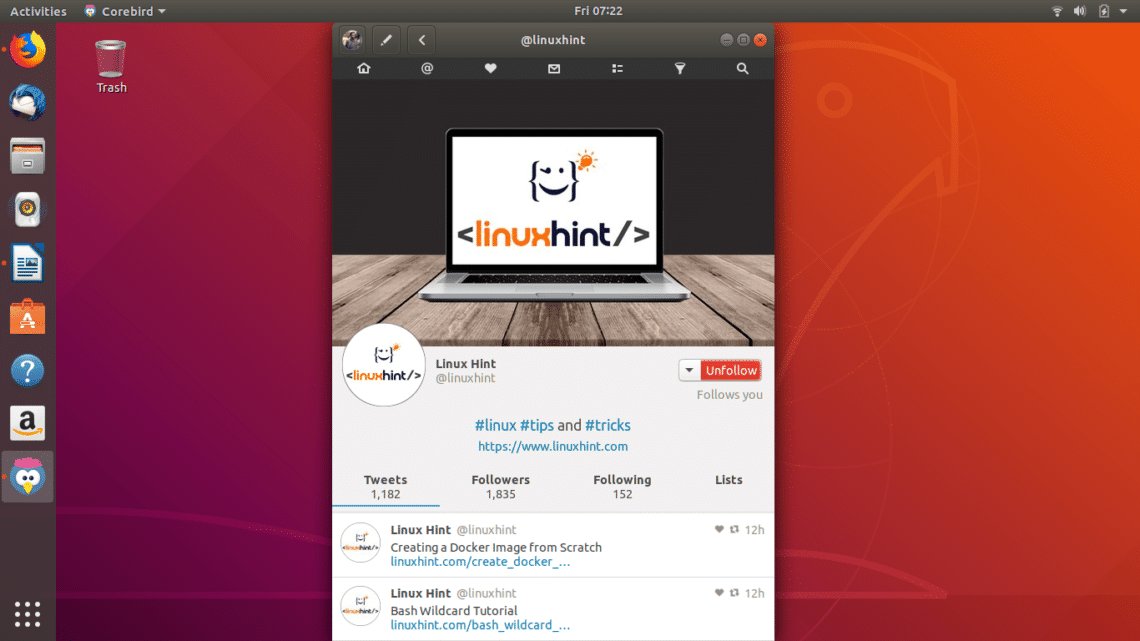 Activities Corebird Fri 07:22
Trash
@linuxhint
@
<linuxhint/>
<linuxhint/>
Linux Hint
@linuxhint
Unfollow
Follows you
#linux #tips and #tricks
https://www.linuxhint.com
Tweets Followers Following Lists
1,182 1,835 152
<linuxhint/>
Linux Hint @linuxhint 12h
Creating a Docker Image from Scratch
linuxhint.com/create_docker_…
<linuxhint/>
Linux Hint @linuxhint 12h
Bash Wildcard Tutorial
linuxhint.com/bash_wildcard_…